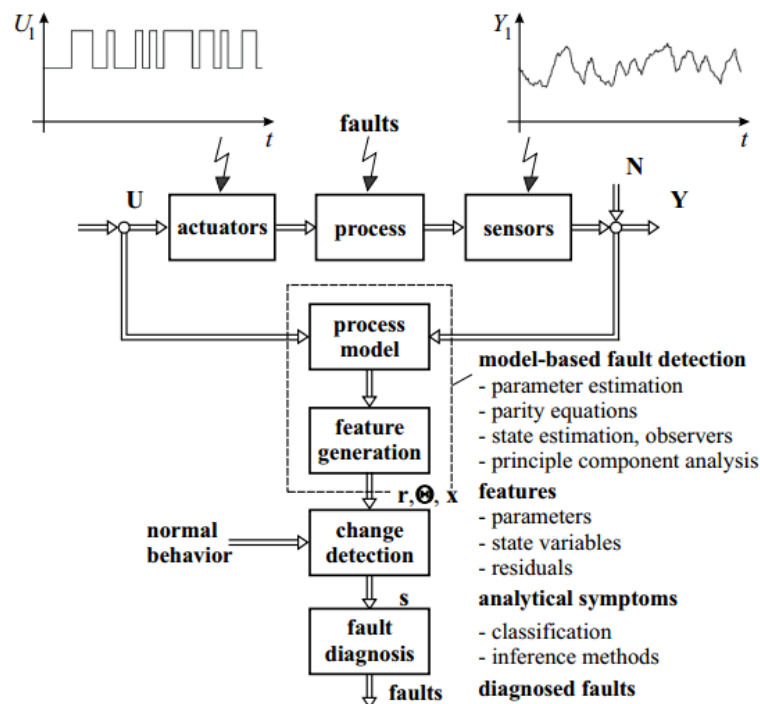 U1
t
Y1
t
faults
N
U
Y
actuators
process
sensors
process
model
model-based fault detection
- parameter estimation
- parity equations
- state estimation, observers
- principle component analysis
feature
generation
r,Θ, x
features
- parameters
- state variables
- residuals
normal
behavior
change
detection
s
analytical symptoms
fault
diagnosis
- classification
- inference methods
faults
diagnosed faults